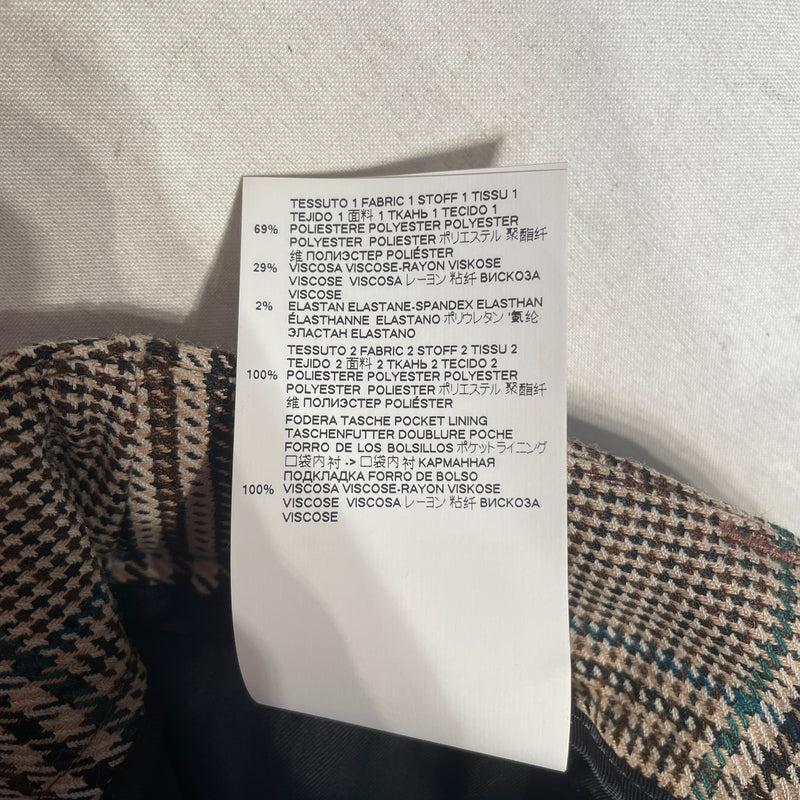 TESSUTO 1 FABRIC 1 STOFF 1 TISSU 1
TEJIDO 1 面料 1 ТКАНЬ 1 TECIDO 1
69% POLIESTERE POLYESTER POLYESTER
POLYESTER POLIESTER ポリエステル 聚酯纤
维 ПОЛИЭСТЕР POLIÉSTER
29% VISCOSA VISCOSE-RAYON VISKOSE
VISCOSE VISCOSA レーヨン 粘纤 ВИСКОЗА
VISCOSE
2% ELASTAN ELASTANE-SPANDEX ELASTHAN
ÉLASTHANNE ELASTANO ポリウレタン '氨纶
ЭЛАСТАН ELASTANO
TESSUTO 2 FABRIC 2 STOFF 2 TISSU 2
TEJIDO 2 面料 2 ТКАНЬ 2 TECIDO 2
100% POLIESTERE POLYESTER POLYESTER
POLYESTER POLIESTER ポリエステル 聚酯纤
维 ПОЛИЭСТЕР POLIÉSTER
FODERA TASCHE POCKET LINING
TASCHENFUTTER DOUBLURE POCHE
FORRO DE LOS BOLSILLOS ポケットライニング
口袋内衬 -> 口袋内衬 КАРМАННАЯ
ПОДКЛАДКА FORRO DE BOLSO
100% VISCOSA VISCOSE-RAYON VISKOSE
VISCOSE VISCOSA レーヨン 粘纤 ВИСКОЗА
VISCOSE